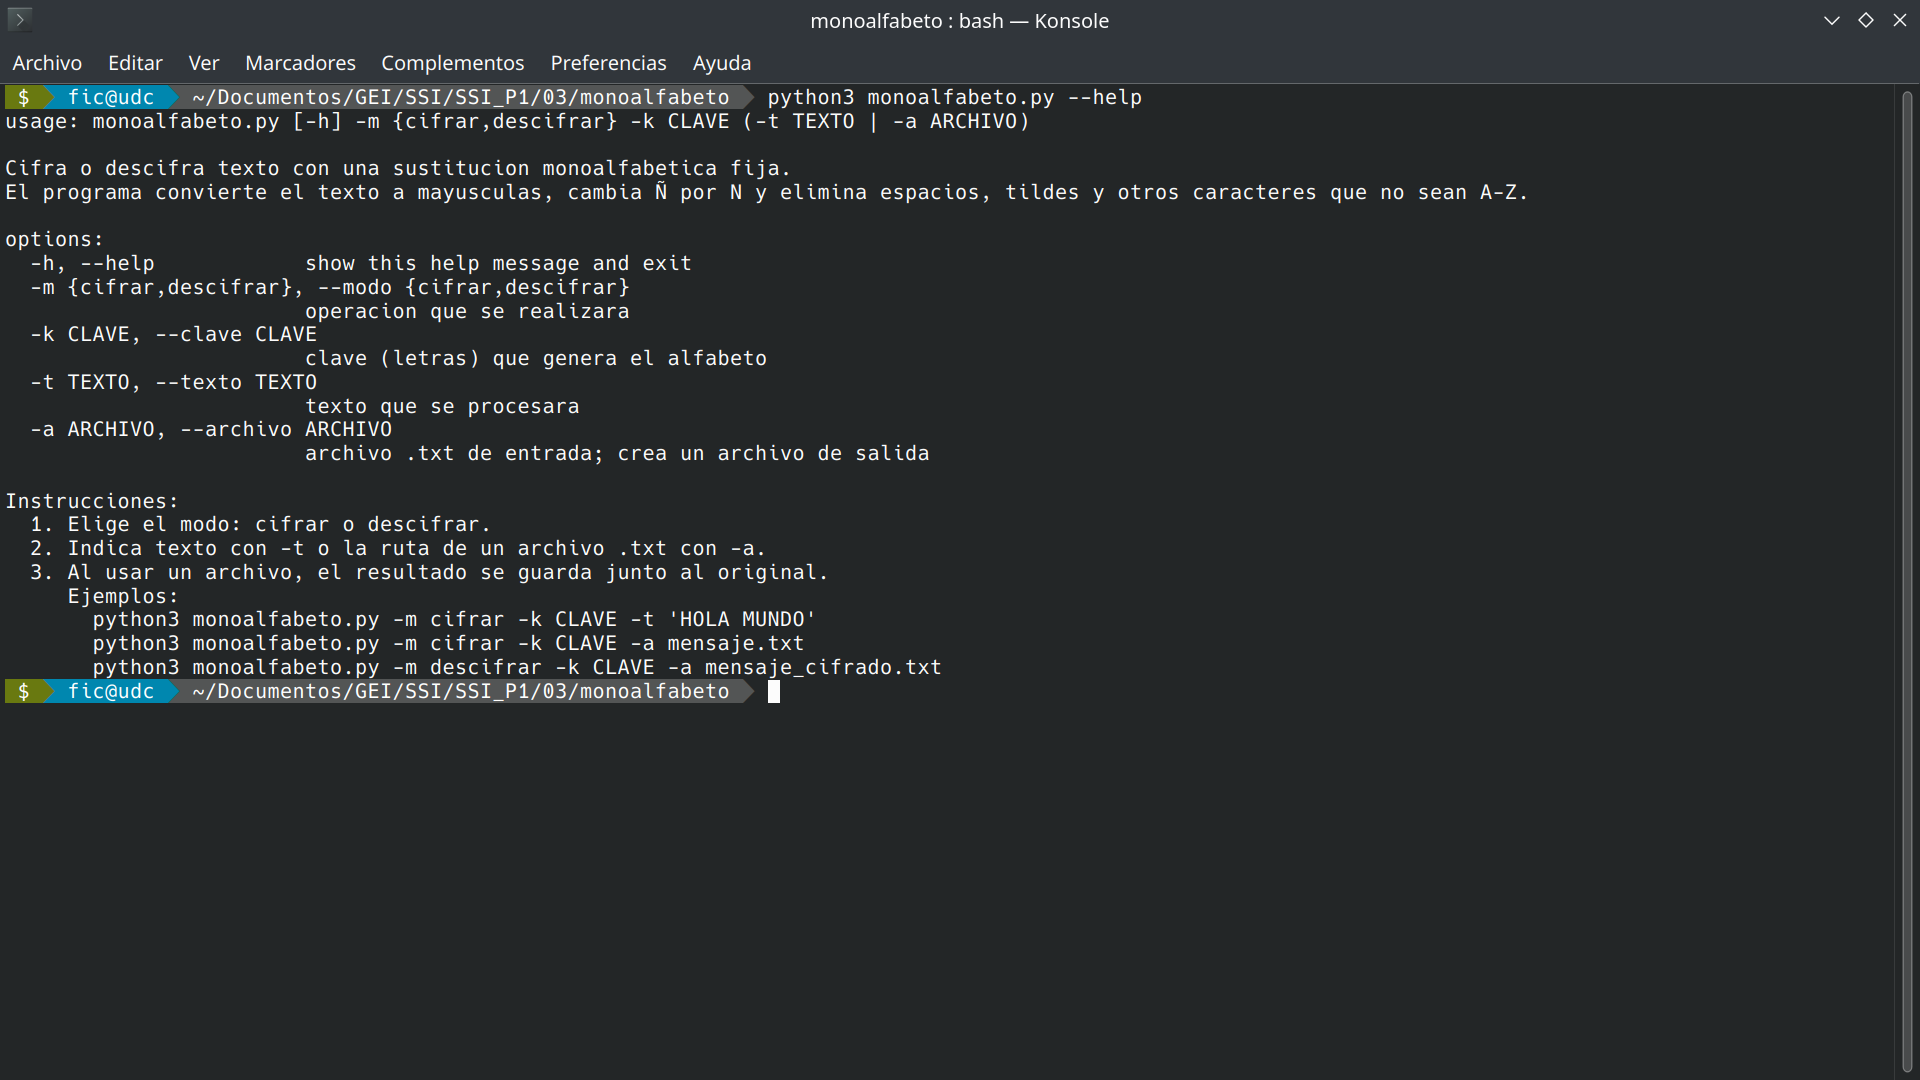 monoalfabeto : bash — Konsole
Archivo Editar Ver Marcadores Complementos Preferencias Ayuda
$ fic@udc ~/Documentos/GEI/SSI/SSI_P1/03/monoalfabeto python3 monoalfabeto.py --help
usage: monoalfabeto.py [-h] -m {cifrar,descifrar} -k CLAVE (-t TEXTO | -a ARCHIVO)
Cifra o descifra texto con una sustitucion monoalfabetica fija.
El programa convierte el texto a mayusculas, cambia Ñ por N y elimina espacios, tildes y otros caracteres que no sean A-Z.
options:
-h, --help show this help message and exit
-m {cifrar,descifrar}, --modo {cifrar,descifrar}
operacion que se realizara
-k CLAVE, --clave CLAVE
clave (letras) que genera el alfabeto
-t TEXTO, --texto TEXTO
texto que se procesara
-a ARCHIVO, --archivo ARCHIVO
archivo .txt de entrada; crea un archivo de salida
Instrucciones:
1. Elige el modo: cifrar o descifrar.
2. Indica texto con -t o la ruta de un archivo .txt con -a.
3. Al usar un archivo, el resultado se guarda junto al original.
Ejemplos:
python3 monoalfabeto.py -m cifrar -k CLAVE -t 'HOLA MUNDO'
python3 monoalfabeto.py -m cifrar -k CLAVE -a mensaje.txt
python3 monoalfabeto.py -m descifrar -k CLAVE -a mensaje_cifrado.txt
$ fic@udc ~/Documentos/GEI/SSI/SSI_P1/03/monoalfabeto